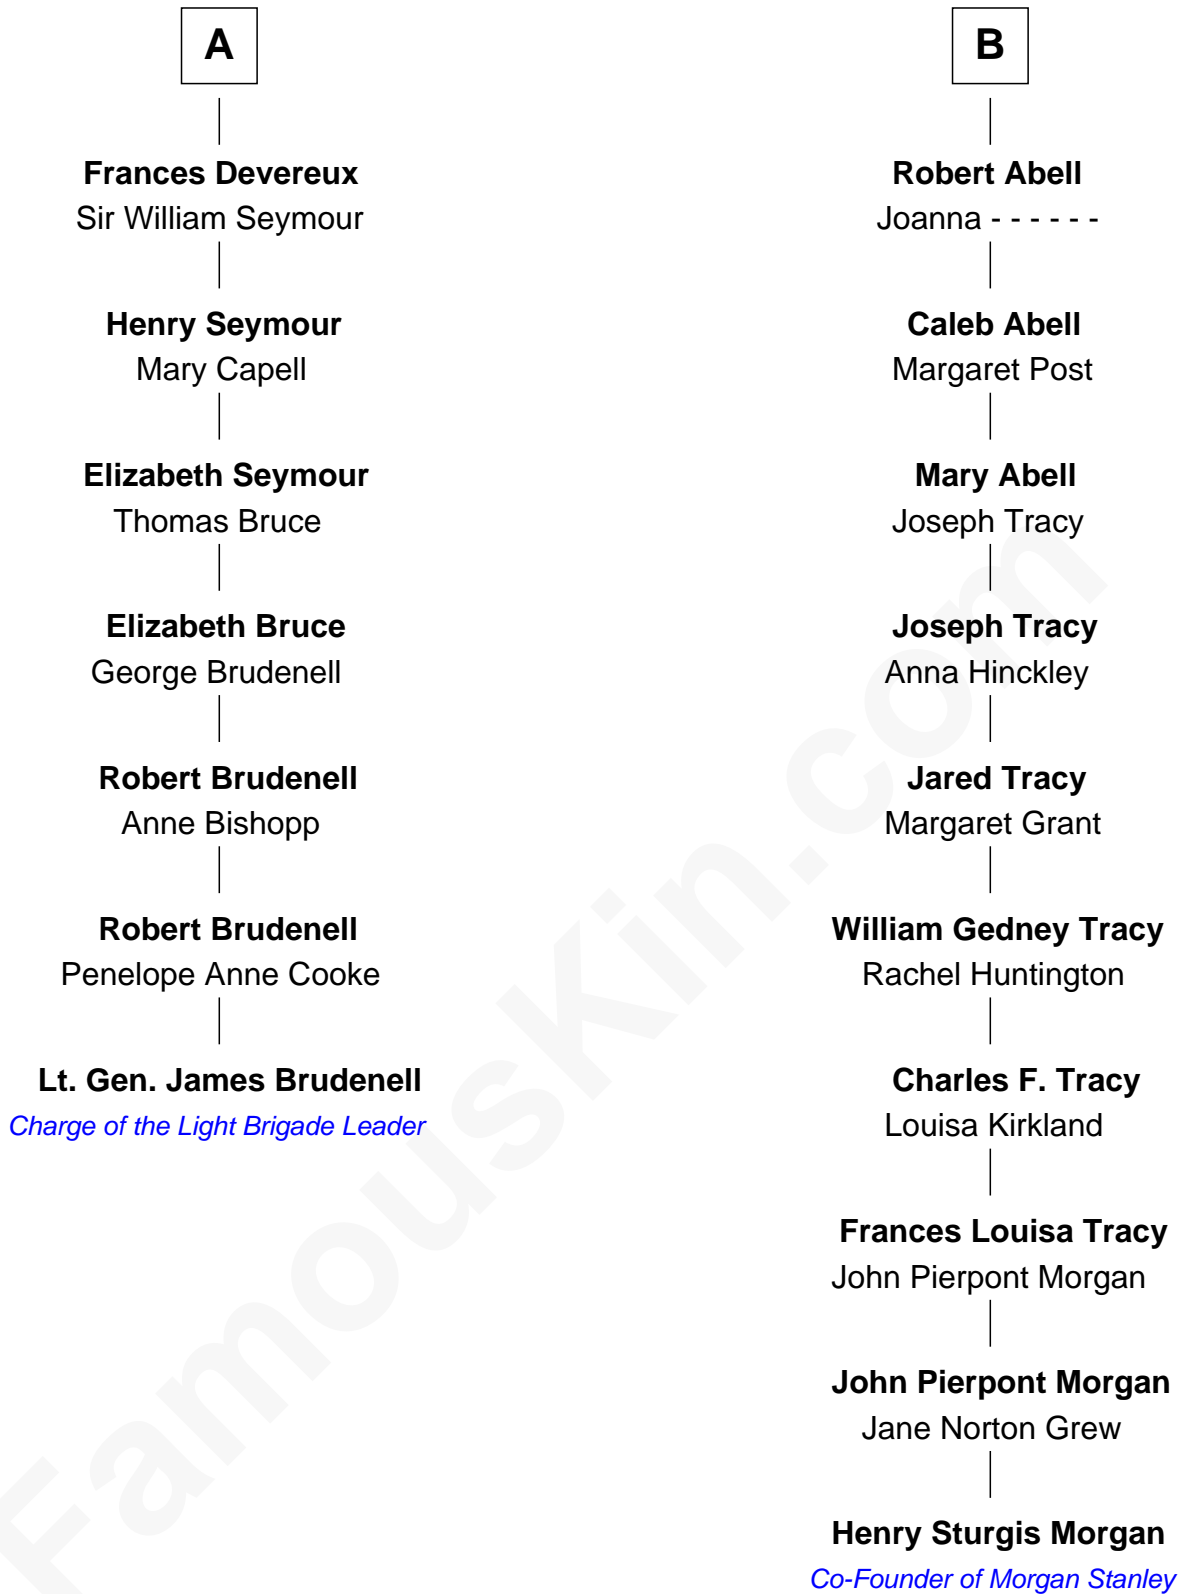 A
Frances Devereux
Sir William Seymour
Henry Seymour
Mary Capell
Elizabeth Seymour
Thomas Bruce
Elizabeth Bruce
George Brudenell
Robert Brudenell
Anne Bishopp
Robert Brudenell
Penelope Anne Cooke
Lt. Gen. James Brudenell
Charge of the Light Brigade Leader
B
Robert Abell
Joanna - - - - - -
Caleb Abell
Margaret Post
Mary Abell
Joseph Tracy
Joseph Tracy
Anna Hinckley
Jared Tracy
Margaret Grant
William Gedney Tracy
Rachel Huntington
Charles F. Tracy
Louisa Kirkland
Frances Louisa Tracy
John Pierpont Morgan
John Pierpont Morgan
Jane Norton Grew
Henry Sturgis Morgan
Co-Founder of Morgan Stanley
FamousKin.com